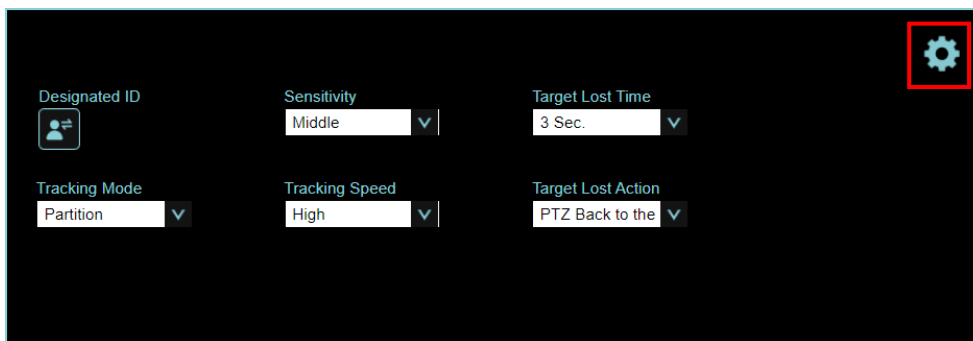 Designated ID
Sensitivity
Middle
Target Lost Time
3 Sec.
Tracking Mode
Partition
Tracking Speed
High
Target Lost Action
PTZ Back to the